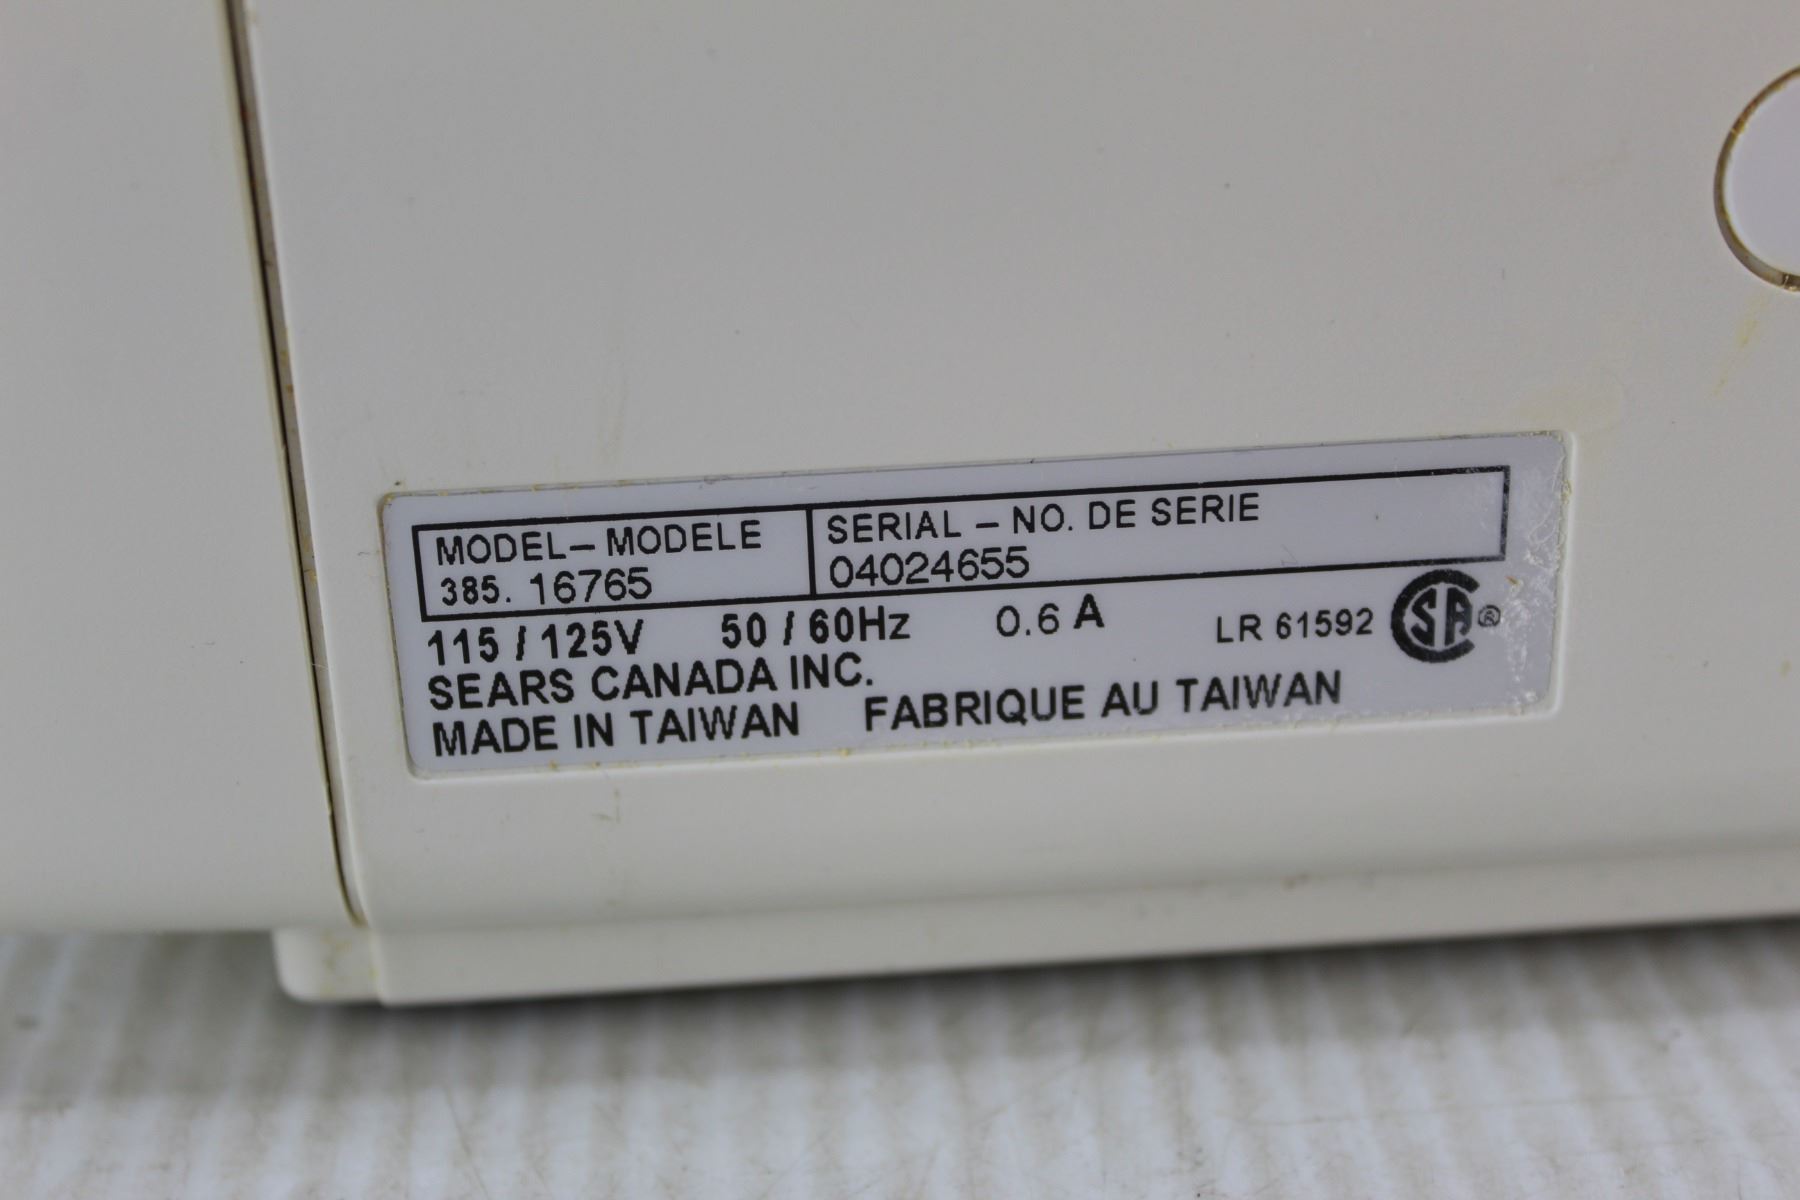 MODEL–MODELE
385. 16765
SERIAL – NO. DE SERIE
04024655
115 / 125V 50 / 60Hz 0.6 A LR 61592 SA ®
SEARS CANADA INC.
MADE IN TAIWAN FABRIQUE AU TAIWAN